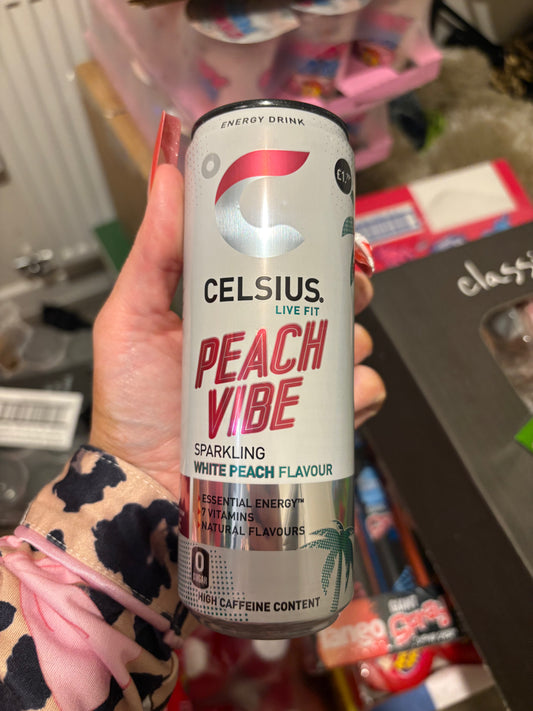 ENERGY DRINK
CELSIUS®
LIVE FIT
PEACH
VIBE
SPARKLING
WHITE PEACH FLAVOUR
ESSENTIAL ENERGY™
7 VITAMINS
NATURAL FLAVOURS
0
SUGAR
HIGH CAFFEINE CONTENT
classi